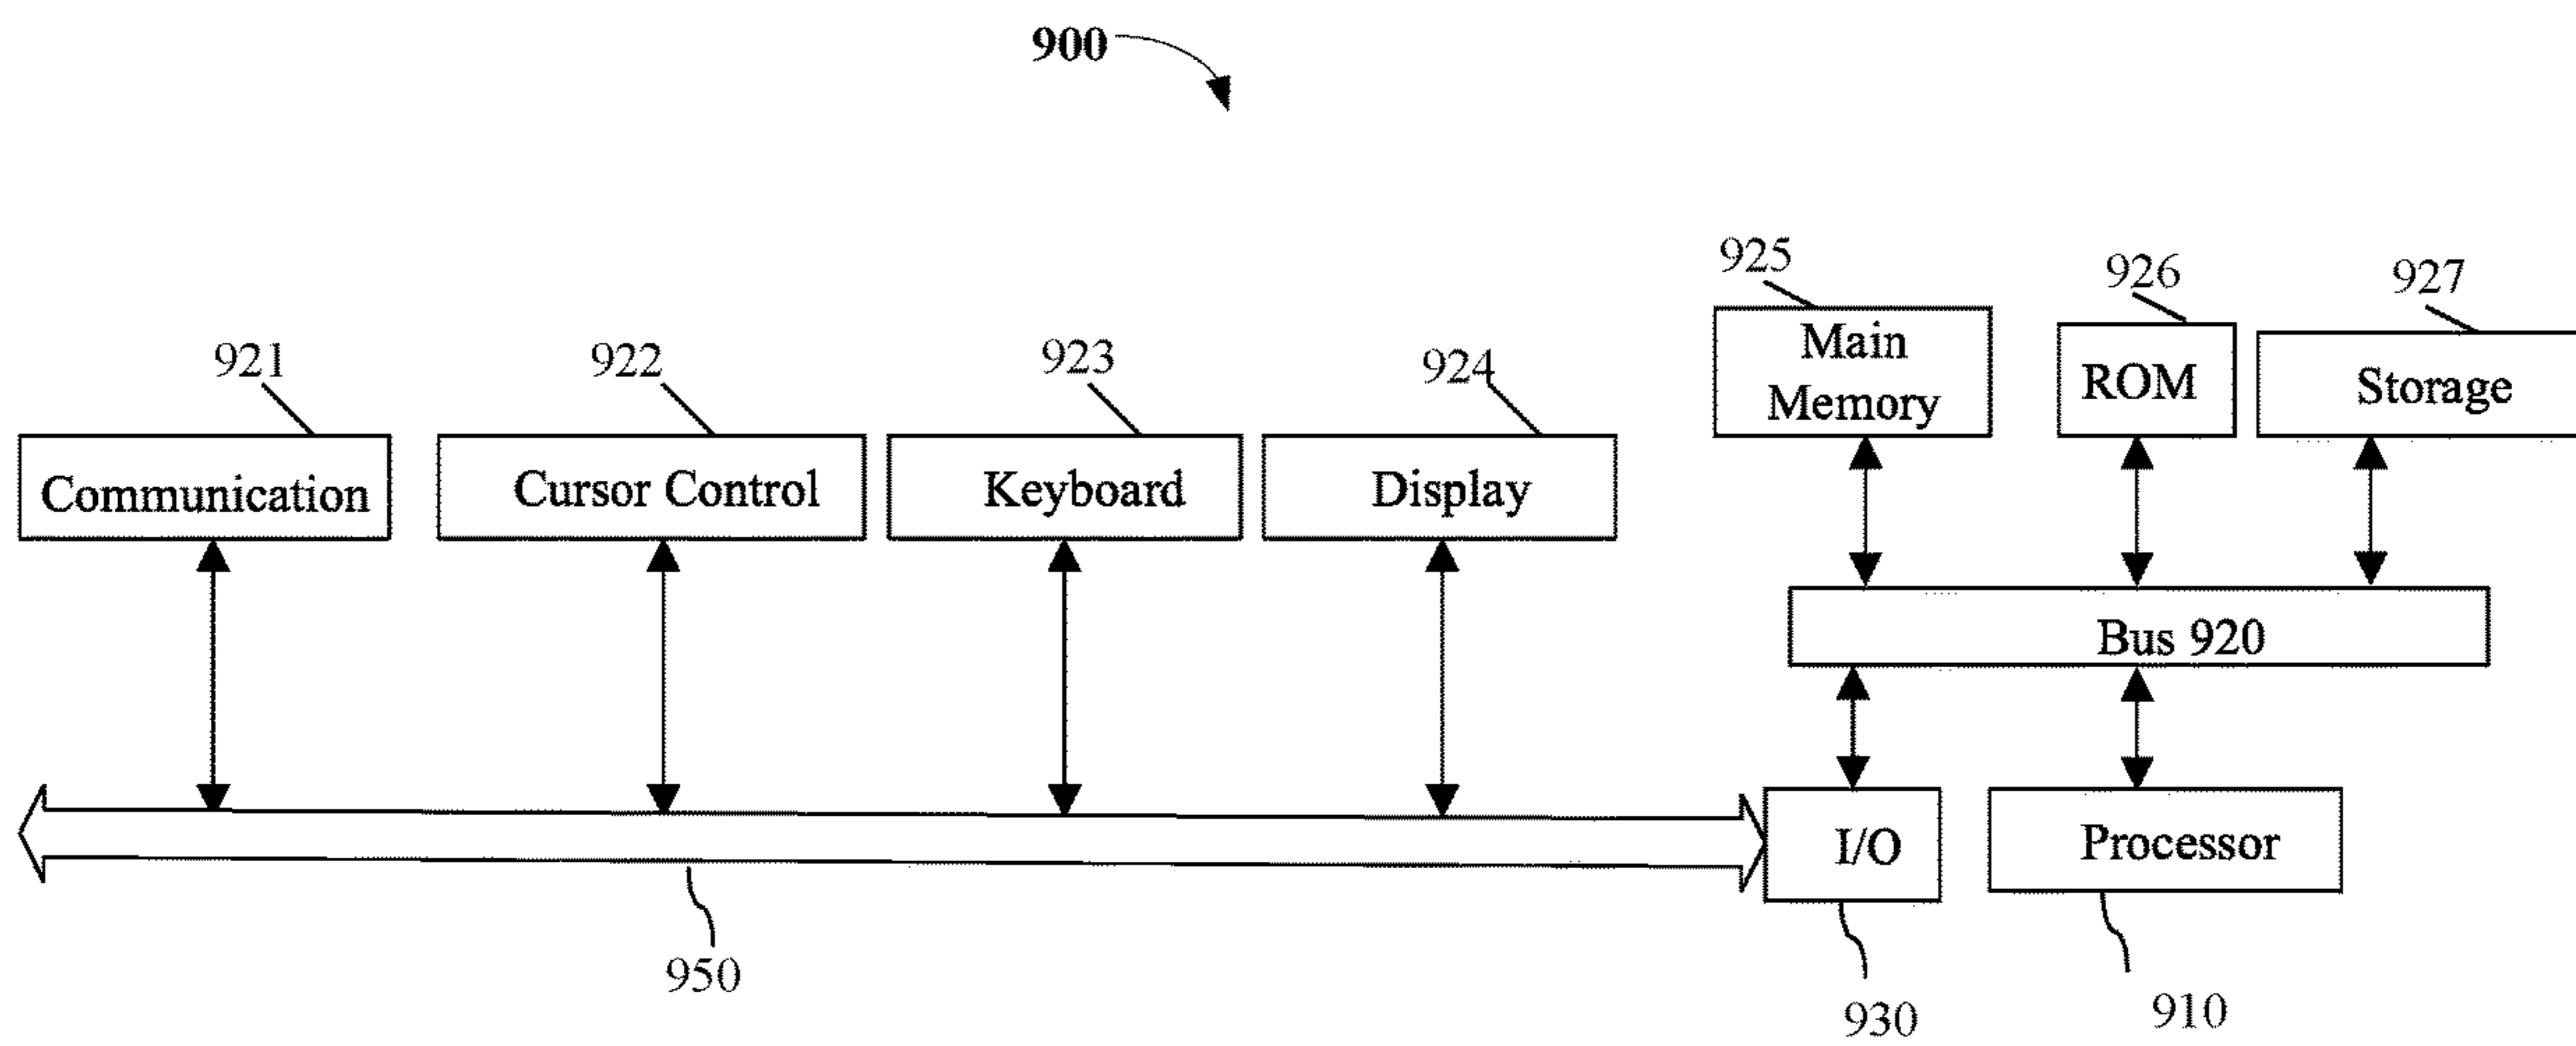 900
925
926
927
Main
Memory
ROM
Storage
921
922
923
924
Communication
Cursor Control
Keyboard
Display
Bus 920
I/O
Processor
950
930
910